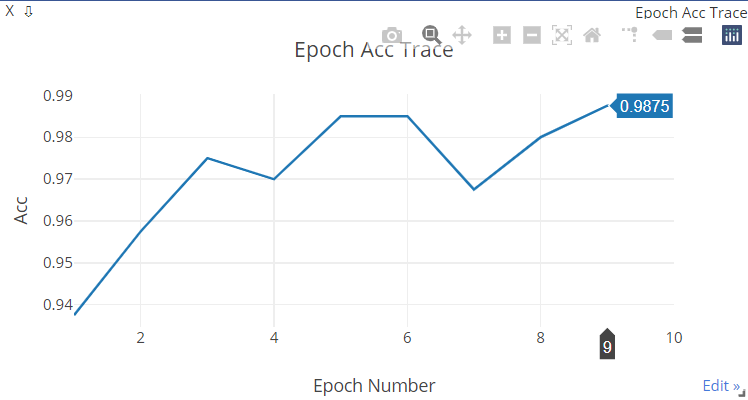 X ⇩ Epoch Acc Trace
Epoch Acc Trace
0.99
0.9875
0.98
0.97
0.96
0.95
0.94
Acc
2 4 6 8 10
9
Epoch Number
Edit »